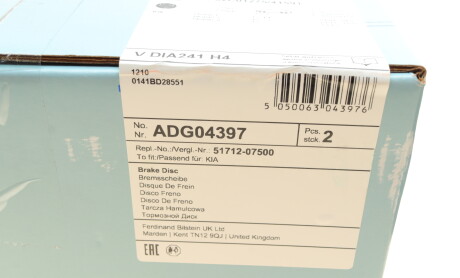 V DIA241 H4
1210
0141BD28551
5 050063 043976
No.
Nr. ADG04397
Pcs.
stck. 2
Repl.-No.:/Vergl.-Nr.: 51712-07500
To fit:/Passend für: KIA
Brake Disc
Bremsscheibe
Disque De Frein
Disco Freno
Disco De Freno
Tarcza Hamulcowa
Тормозной Диск
Ferdinand Bilstein UK Ltd
Marden | Kent TN12 9QJ | United Kingdom
EAC